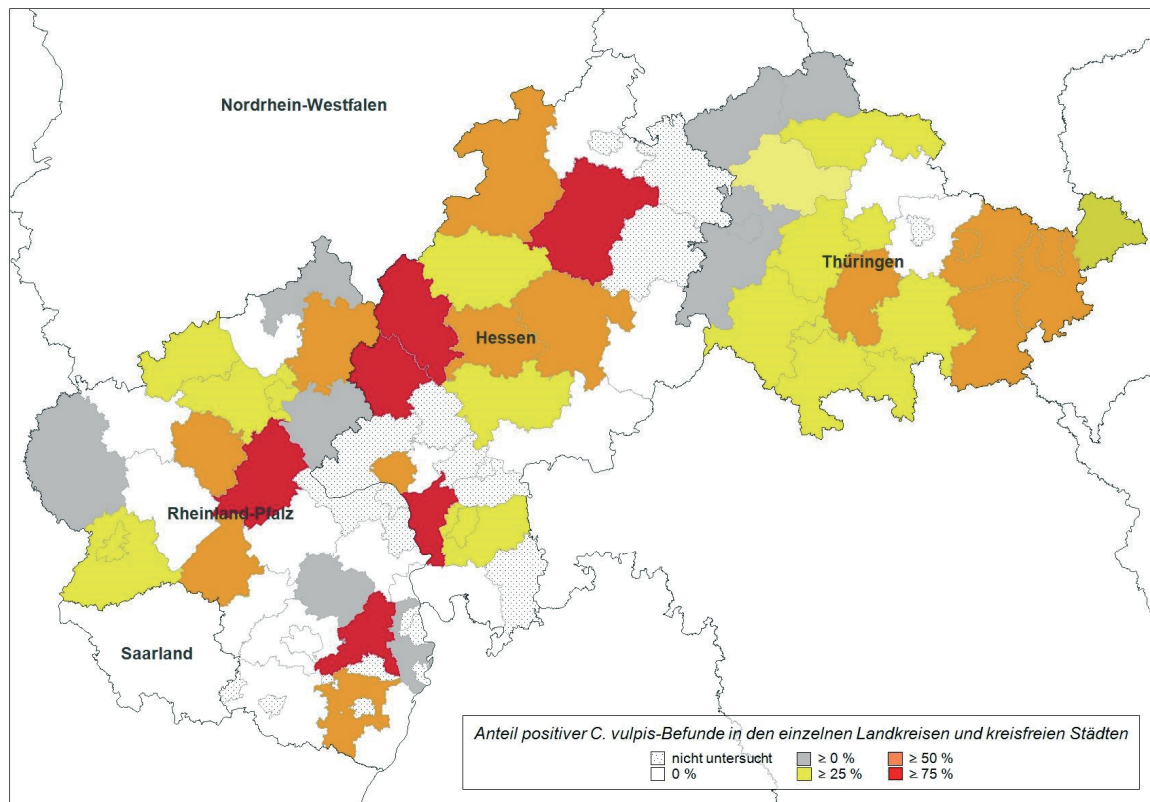 Nordrhein-Westfalen
Thüringen
Hessen
Rheinland-Pfalz
Saarland
Anteil positiver C. vulpis-Befunde in den einzelnen Landkreisen und kreisfreien Städten
nicht untersucht ≥ 0 % ≥ 50 %
0 % ≥ 25 % ≥ 75 %